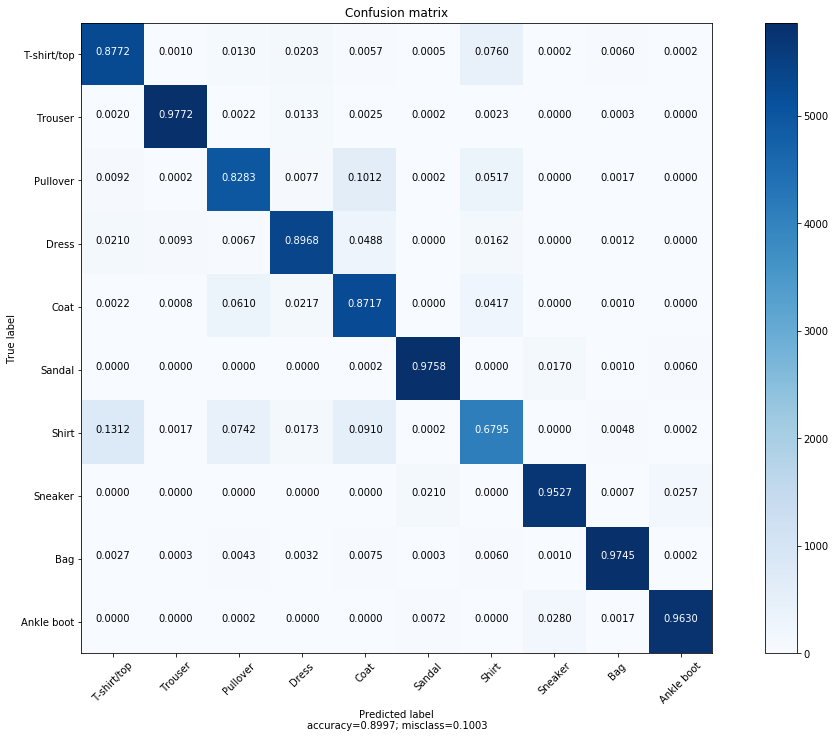 Confusion matrix
T-shirt/top 0.8772 0.0010 0.0130 0.0203 0.0057 0.0005 0.0760 0.0002 0.0060 0.0002
Trouser 0.0020 0.9772 0.0022 0.0133 0.0025 0.0002 0.0023 0.0000 0.0003 0.0000
Pullover 0.0092 0.0002 0.8283 0.0077 0.1012 0.0002 0.0517 0.0000 0.0017 0.0000
Dress 0.0210 0.0093 0.0067 0.8968 0.0488 0.0000 0.0162 0.0000 0.0012 0.0000
Coat 0.0022 0.0008 0.0610 0.0217 0.8717 0.0000 0.0417 0.0000 0.0010 0.0000
Sandal 0.0000 0.0000 0.0000 0.0000 0.0002 0.9758 0.0000 0.0170 0.0010 0.0060
Shirt 0.1312 0.0017 0.0742 0.0173 0.0910 0.0002 0.6795 0.0000 0.0048 0.0002
Sneaker 0.0000 0.0000 0.0000 0.0000 0.0000 0.0210 0.0000 0.9527 0.0007 0.0257
Bag 0.0027 0.0003 0.0043 0.0032 0.0075 0.0003 0.0060 0.0010 0.9745 0.0002
Ankle boot 0.0000 0.0000 0.0002 0.0000 0.0000 0.0072 0.0000 0.0280 0.0017 0.9630
True label
T-shirt/top Trouser Pullover Dress Coat Sandal Shirt Sneaker Bag Ankle boot
Predicted label
accuracy=0.8997; misclass=0.1003
5000
4000
3000
2000
1000
0